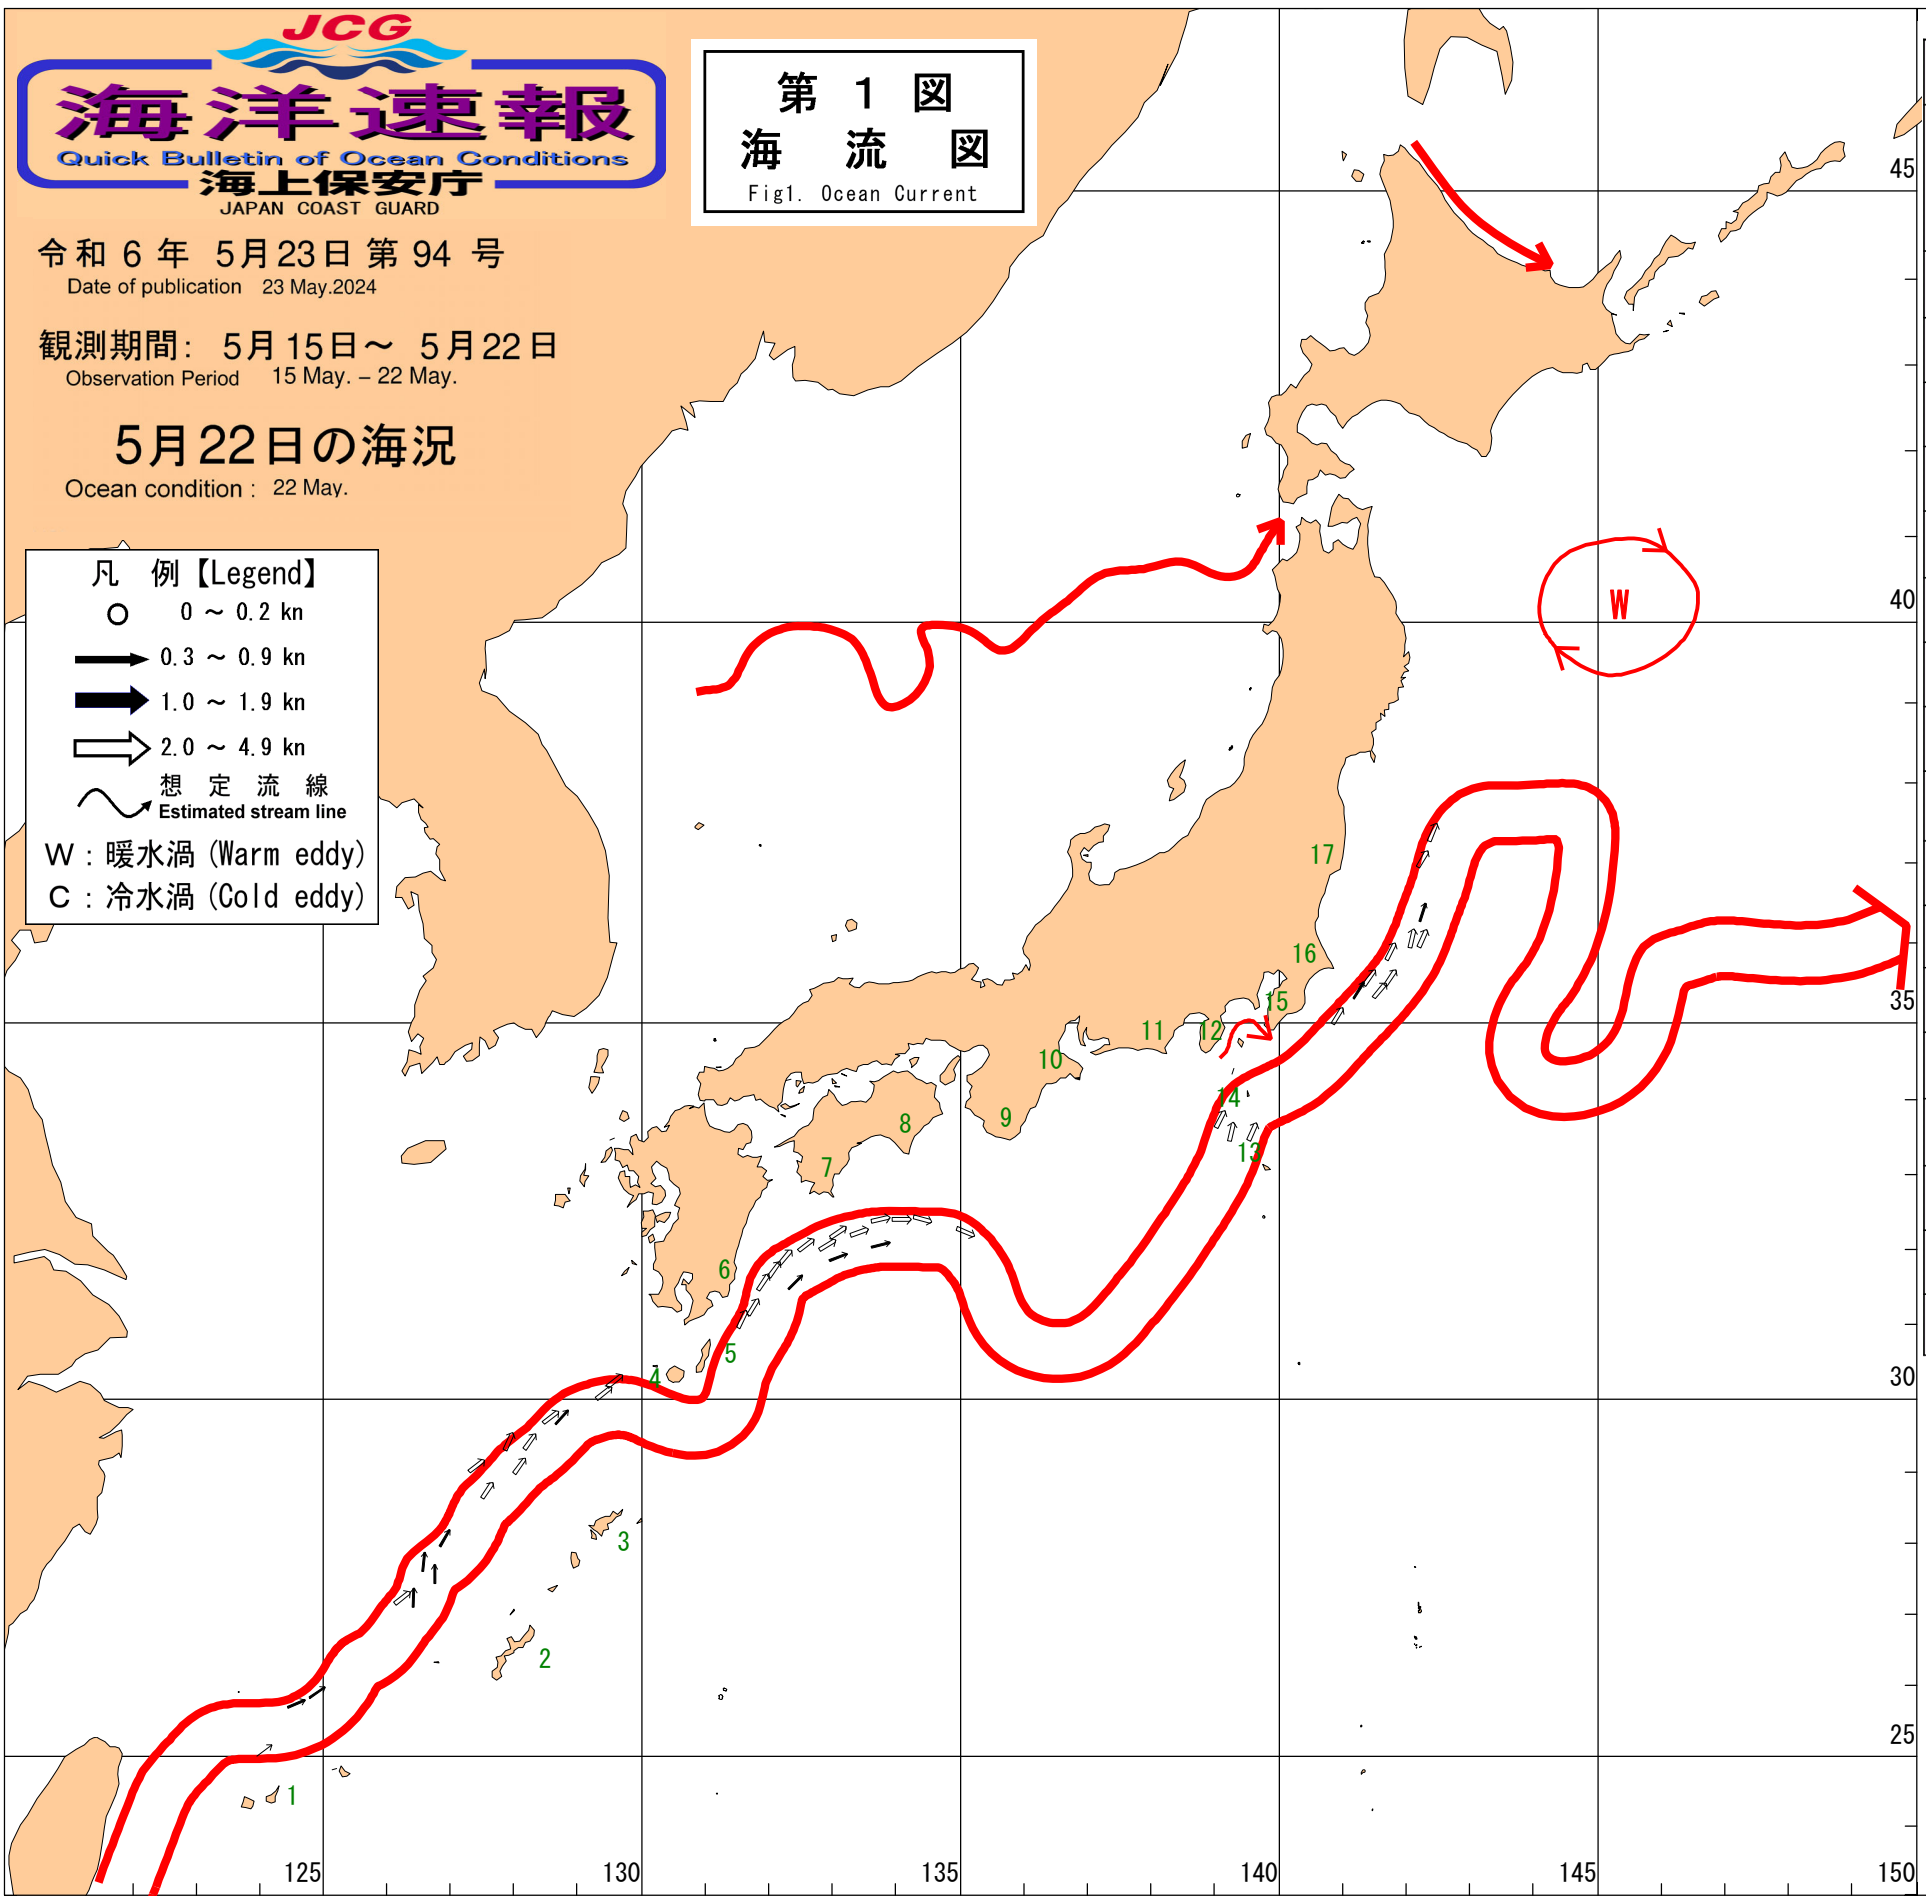 JCG
海洋速報
Quick Bulletin of Ocean Conditions
海上保安庁
JAPAN COAST GUARD
令和 6 年 5月23日 第 94 号
Date of publication 23 May.2024
観測期間: 5月15日～ 5月22日
Observation Period 15 May. – 22 May.
5月22日の海況
Ocean condition : 22 May.
第 1 図
海 流 図
Fig1. Ocean Current
凡 例【Legend】
0 ～ 0.2 kn
0.3 ～ 0.9 kn
1.0 ～ 1.9 kn
2.0 ～ 4.9 kn
想 定 流 線
Estimated stream line
W : 暖水渦 (Warm eddy)
C : 冷水渦 (Cold eddy)
45
40
W
17
16
35
15
12
11
10
14
9
8
13
7
6
5
4
30
3
2
25
1
125
130
135
140
145
150